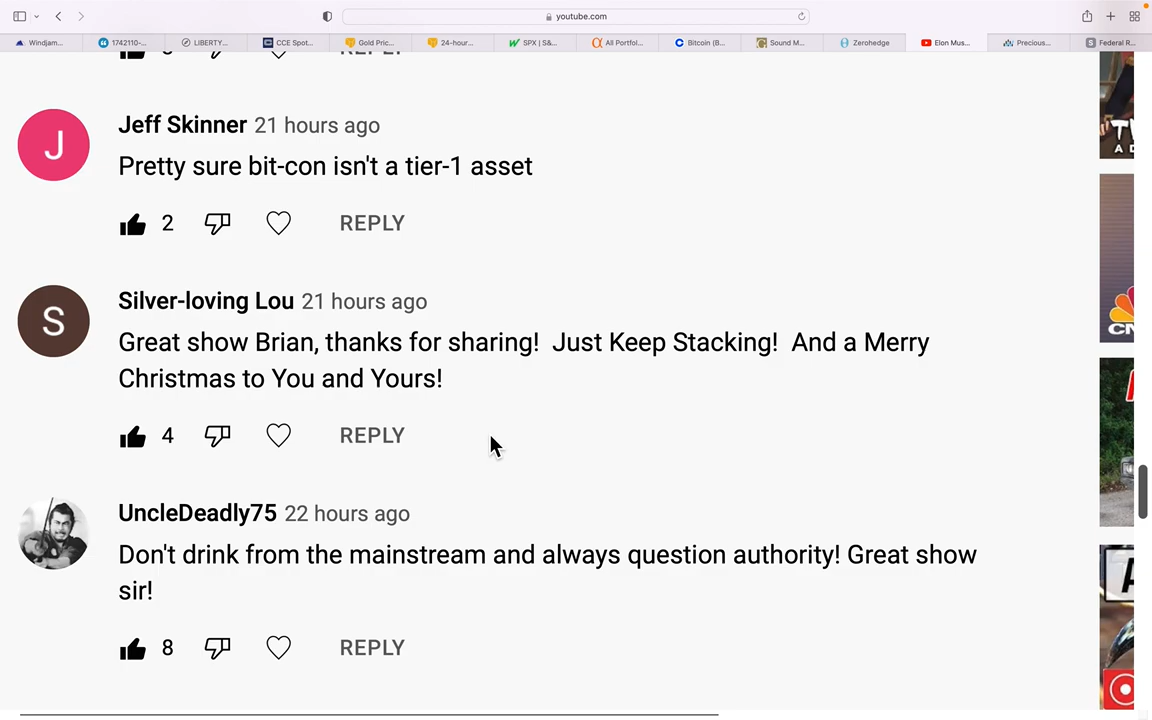 youtube.com
Windjam... 1742110-... LIBERTY... CCE Spot... Gold Pric... 24-hour... SPX | S&... All Portfol... Bitcoin (B... Sound M... Zerohedge Elon Mus... Precious... Federal R...
REPLY
J
Jeff Skinner 21 hours ago
Pretty sure bit-con isn't a tier-1 asset
2 REPLY
S
Silver-loving Lou 21 hours ago
Great show Brian, thanks for sharing!  Just Keep Stacking!  And a Merry
Christmas to You and Yours!
4 REPLY
UncleDeadly75 22 hours ago
Don't drink from the mainstream and always question authority! Great show
sir!
8 REPLY